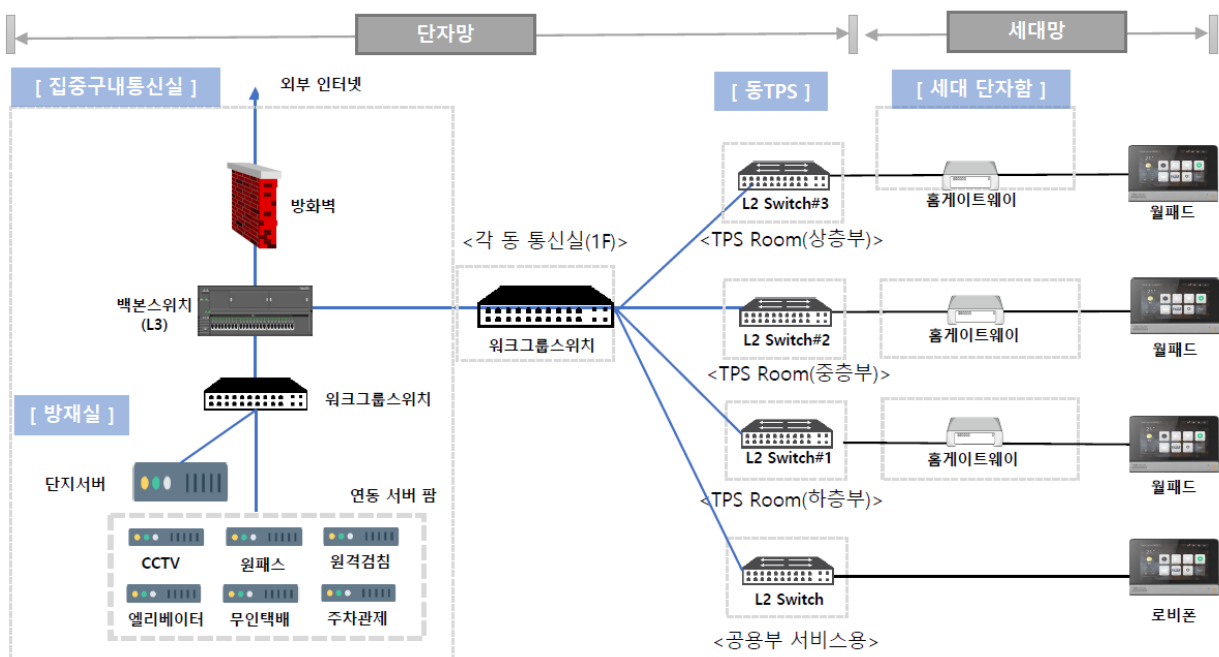 단자망
세대망
[ 집중구내통신실 ]
외부 인터넷
[ 동TPS ]
[ 세대 단자함 ]
방화벽
L2 Switch#3
홈게이트웨이
월패드
<각 동 통신실(1F)>
<TPS Room(상층부)>
백본스위치
(L3)
워크그룹스위치
L2 Switch#2
홈게이트웨이
월패드
<TPS Room(중층부)>
워크그룹스위치
[ 방재실 ]
L2 Switch#1
홈게이트웨이
월패드
단지서버
연동 서버 팜
<TPS Room(하층부)>
CCTV
원패스
원격검침
엘리베이터
무인택배
주차관제
L2 Switch
로비폰
<공용부 서비스용>